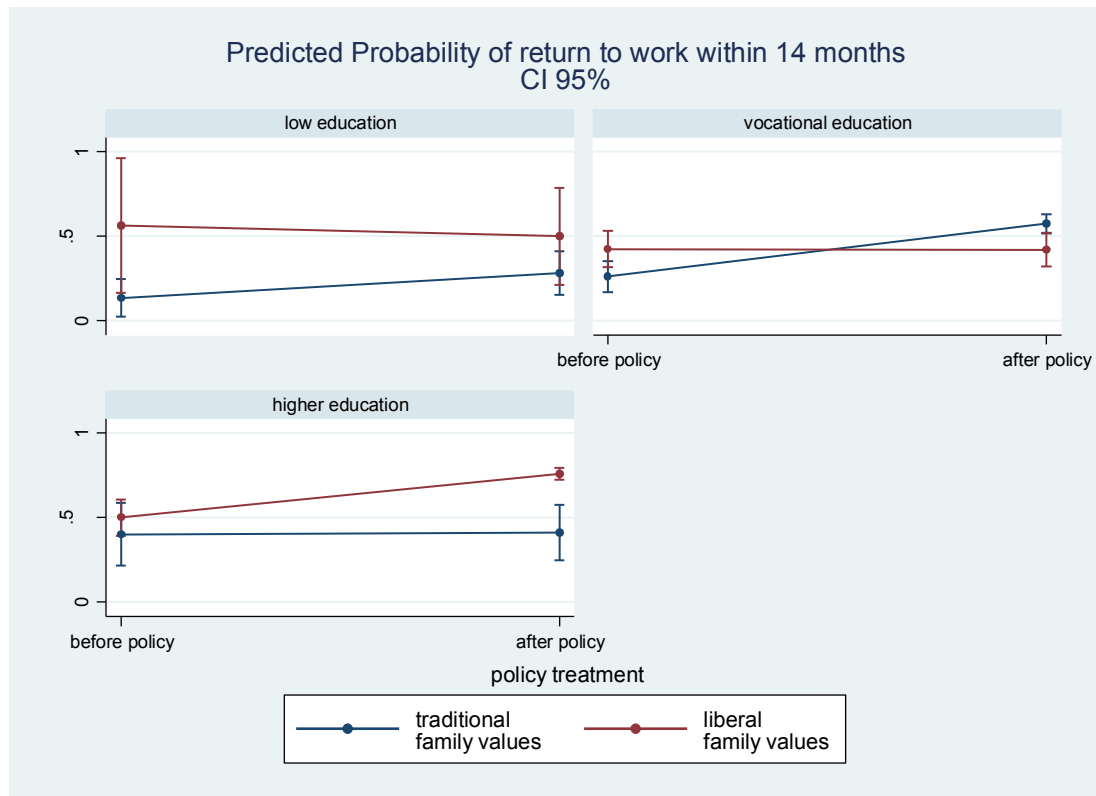 Predicted Probability of return to work within 14 months
CI 95%
low education
vocational education
1
.5
0
before policy
after policy
higher education
1
.5
0
before policy
after policy
policy treatment
traditional
family values
liberal
family values